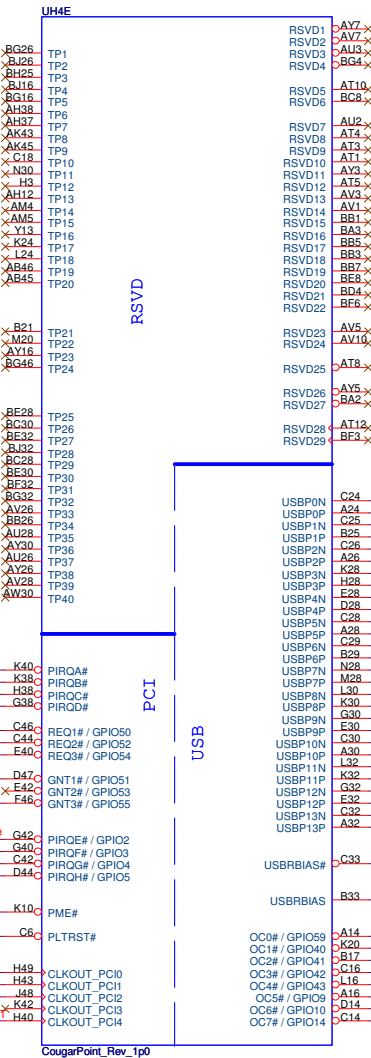 UH4E
BG26 TP1
BJ26 TP2
BH25 TP3
BJ16 TP4
BG16 TP5
AH38 TP6
AH37 TP7
AK43 TP8
AK45 TP9
C18 TP10
N30 TP11
H3 TP12
AH12 TP13
AM4 TP14
AM5 TP15
Y13 TP16
K24 TP17
L24 TP18
AB46 TP19
AB45 TP20
B21 TP21
M20 TP22
AY16 TP23
BG46 TP24
BE28 TP25
BC30 TP26
BE32 TP27
BJ32 TP28
BC28 TP29
BE30 TP30
BF32 TP31
BG32 TP32
AV26 TP33
BB26 TP34
AU28 TP35
AY30 TP36
AU26 TP37
AY26 TP38
AV28 TP39
AW30 TP40
RSVD
RSVD1 AY7
RSVD2 AV7
RSVD3 AU3
RSVD4 BG4
RSVD5 AT10
RSVD6 BC8
RSVD7 AU2
RSVD8 AT4
RSVD9 AT3
RSVD10 AT1
RSVD11 AY3
RSVD12 AT5
RSVD13 AV3
RSVD14 AV1
RSVD15 BB1
RSVD16 BA3
RSVD17 BB5
RSVD18 BB3
RSVD19 BB7
RSVD20 BE8
RSVD21 BD4
RSVD22 BF6
RSVD23 AV5
RSVD24 AV10
RSVD25 AT8
RSVD26 AY5
RSVD27 BA2
RSVD28 AT12
RSVD29 BF3
K40 PIRQA#
K38 PIRQB#
H38 PIRQC#
G38 PIRQD#
C46 REQ1# / GPIO50
C44 REQ2# / GPIO52
E40 REQ3# / GPIO54
D47 GNT1# / GPIO51
E42 GNT2# / GPIO53
F46 GNT3# / GPIO55
G42 PIRQE# / GPIO2
G40 PIRQF# / GPIO3
C42 PIRQG# / GPIO4
D44 PIRQH# / GPIO5
K10 PME#
C6 PLTRST#
H49 CLKOUT_PCI0
H43 CLKOUT_PCI1
J48 CLKOUT_PCI2
K42 CLKOUT_PCI3
H40 CLKOUT_PCI4
PCI
USB
USBP0N C24
USBP0P A24
USBP1N C25
USBP1P B25
USBP2N C26
USBP2P A26
USBP3N K28
USBP3P H28
USBP4N E28
USBP4P D28
USBP5N C28
USBP5P A28
USBP6N C29
USBP6P B29
USBP7N N28
USBP7P M28
USBP8N L30
USBP8P K30
USBP9N G30
USBP9P E30
USBP10N C30
USBP10P A30
USBP11N L32
USBP11P K32
USBP12N G32
USBP12P E32
USBP13N C32
USBP13P A32
USBRBIAS# C33
USBRBIAS B33
OC0# / GPIO59 A14
OC1# / GPIO40 K20
OC2# / GPIO41 B17
OC3# / GPIO42 C16
OC4# / GPIO43 L16
OC5# / GPIO9 A16
OC6# / GPIO10 D14
OC7# / GPIO14 C14
CougarPoint_Rev_1p0